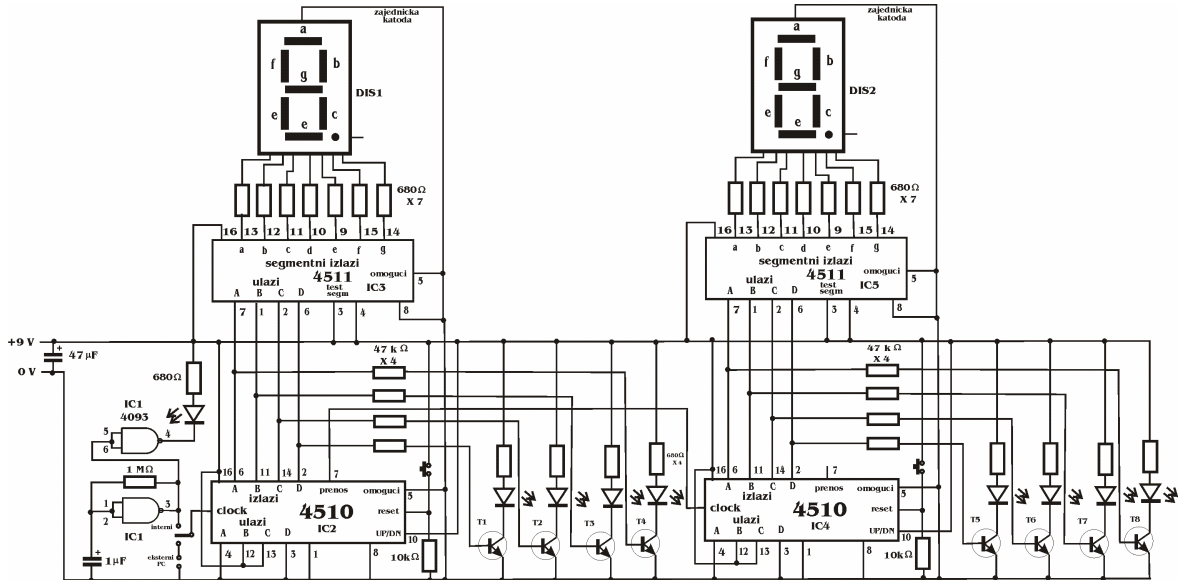 zajednicka
katoda
a
f b
g
e c
e
DIS1
680Ω
X 7
16 13 12 11 10 9 15 14
a b c d e f g
segmentni izlazi
4511
omoguci
5
ulazi
test
segm
IC3
A B C D
7 1 2 6 3 4 8
zajednicka
katoda
a
f b
g
e c
e
DIS2
680Ω
X 7
16 13 12 11 10 9 15 14
a b c d e f g
segmentni izlazi
4511
omoguci
5
ulazi
test
segm
IC5
A B C D
7 1 2 6 3 4 8
+9 V
+
47 µF
0 V
680Ω
IC1
4093
5
6
4
1 MΩ
1
2
3
IC1
interni
eksterni
PC
+
1µF
47 k Ω
X 4
16 6 11 14 2 7
A B C D prenos
izlazi
omoguci
5
clock
4510
reset
ulazi
IC2
A B C D
UP/DN
10
4 12 13 3 1 8
10kΩ
680Ω
X 4
T1 T2 T3 T4
47 k Ω
X 4
16 6 11 14 2 7
A B C D prenos
izlazi
omoguci
5
clock
4510
reset
ulazi
IC4
A B C D
UP/DN
10
4 12 13 3 1 8
10kΩ
T5 T6 T7 T8